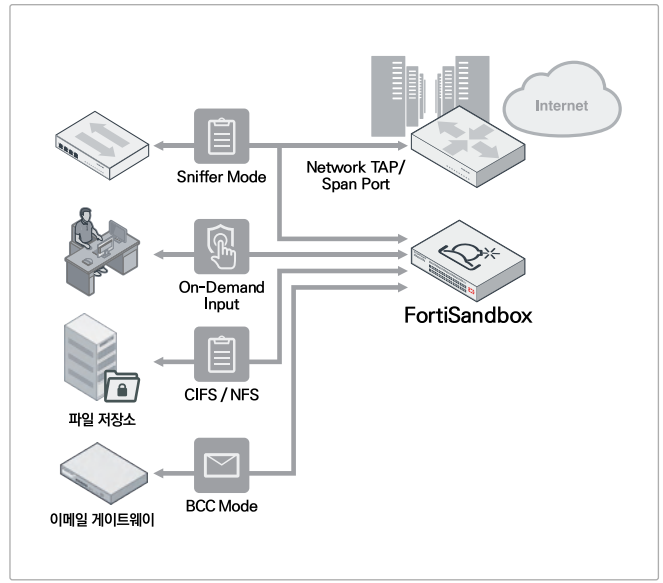 Internet
Sniffer Mode
Network TAP/
Span Port
On-Demand
Input
FortiSandbox
CIFS / NFS
파일 저장소
BCC Mode
이메일 게이트웨이